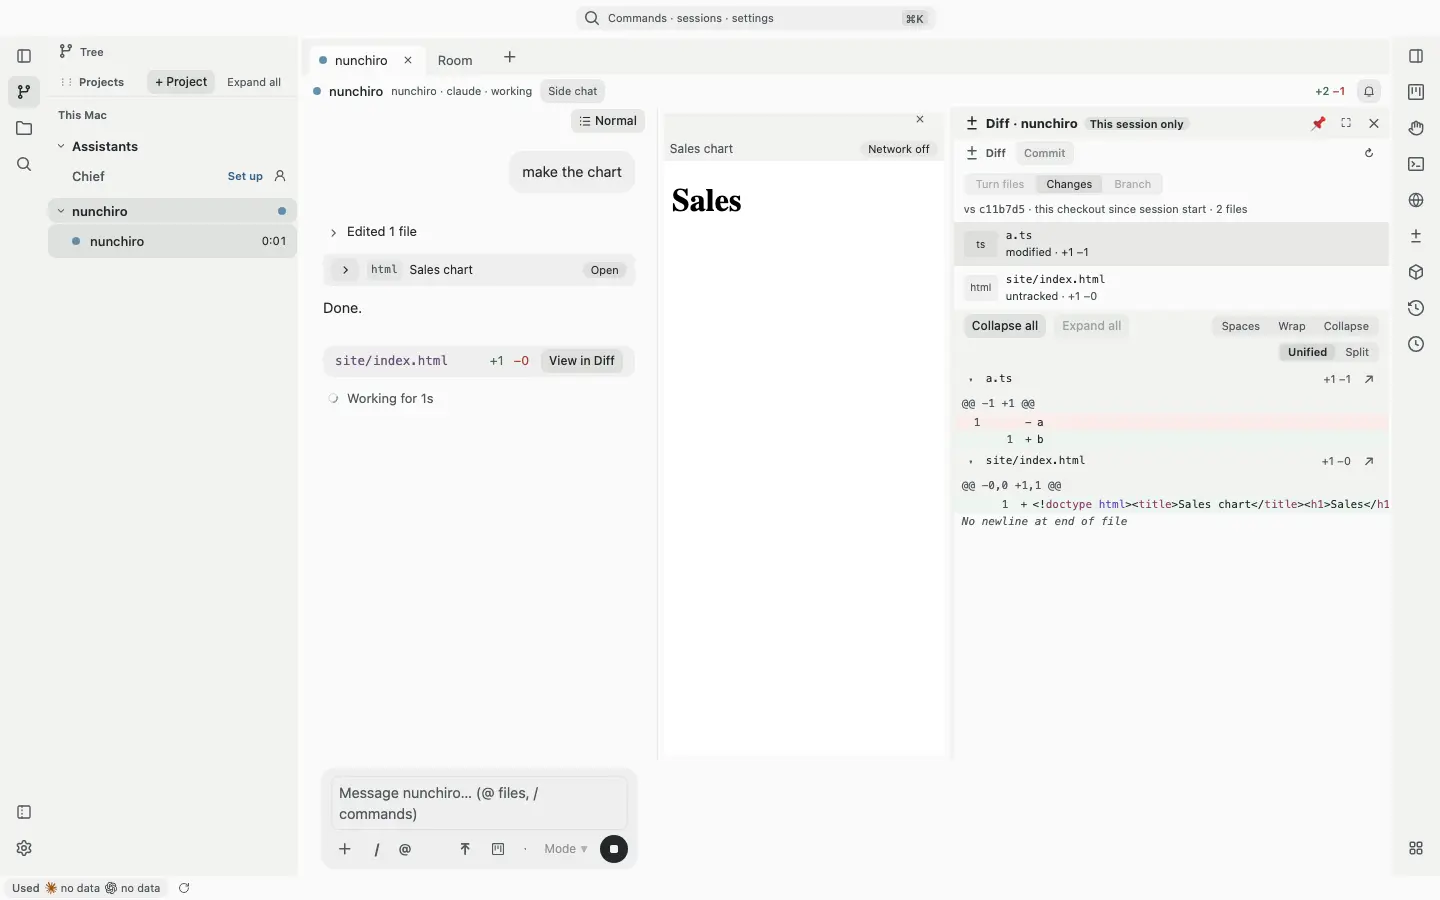 Commands · sessions · settings
⌘K
Tree
Projects
+ Project
Expand all
This Mac
Assistants
Chief
Set up
nunchiro
nunchiro
0:01
nunchiro
Room
nunchiro
nunchiro · claude · working
Side chat
+2 −1
Normal
make the chart
Edited 1 file
html
Sales chart
Open
Done.
site/index.html
+1 −0
View in Diff
Working for 1s
Message nunchiro... (@ files, /
commands)
Mode
Sales chart
Network off
Sales
Diff · nunchiro
This session only
Diff
Commit
Turn files
Changes
Branch
vs c11b7d5 · this checkout since session start · 2 files
ts
a.ts
modified · +1 −1
html
site/index.html
untracked · +1 −0
Collapse all
Expand all
Spaces
Wrap
Collapse
Unified
Split
a.ts
+1 −1
@@ −1 +1 @@
1 − a
1 + b
site/index.html
+1 −0
@@ −0,0 +1,1 @@
1 + <!doctype html><title>Sales chart</title><h1>Sales</h1
No newline at end of file
Used
no data
no data